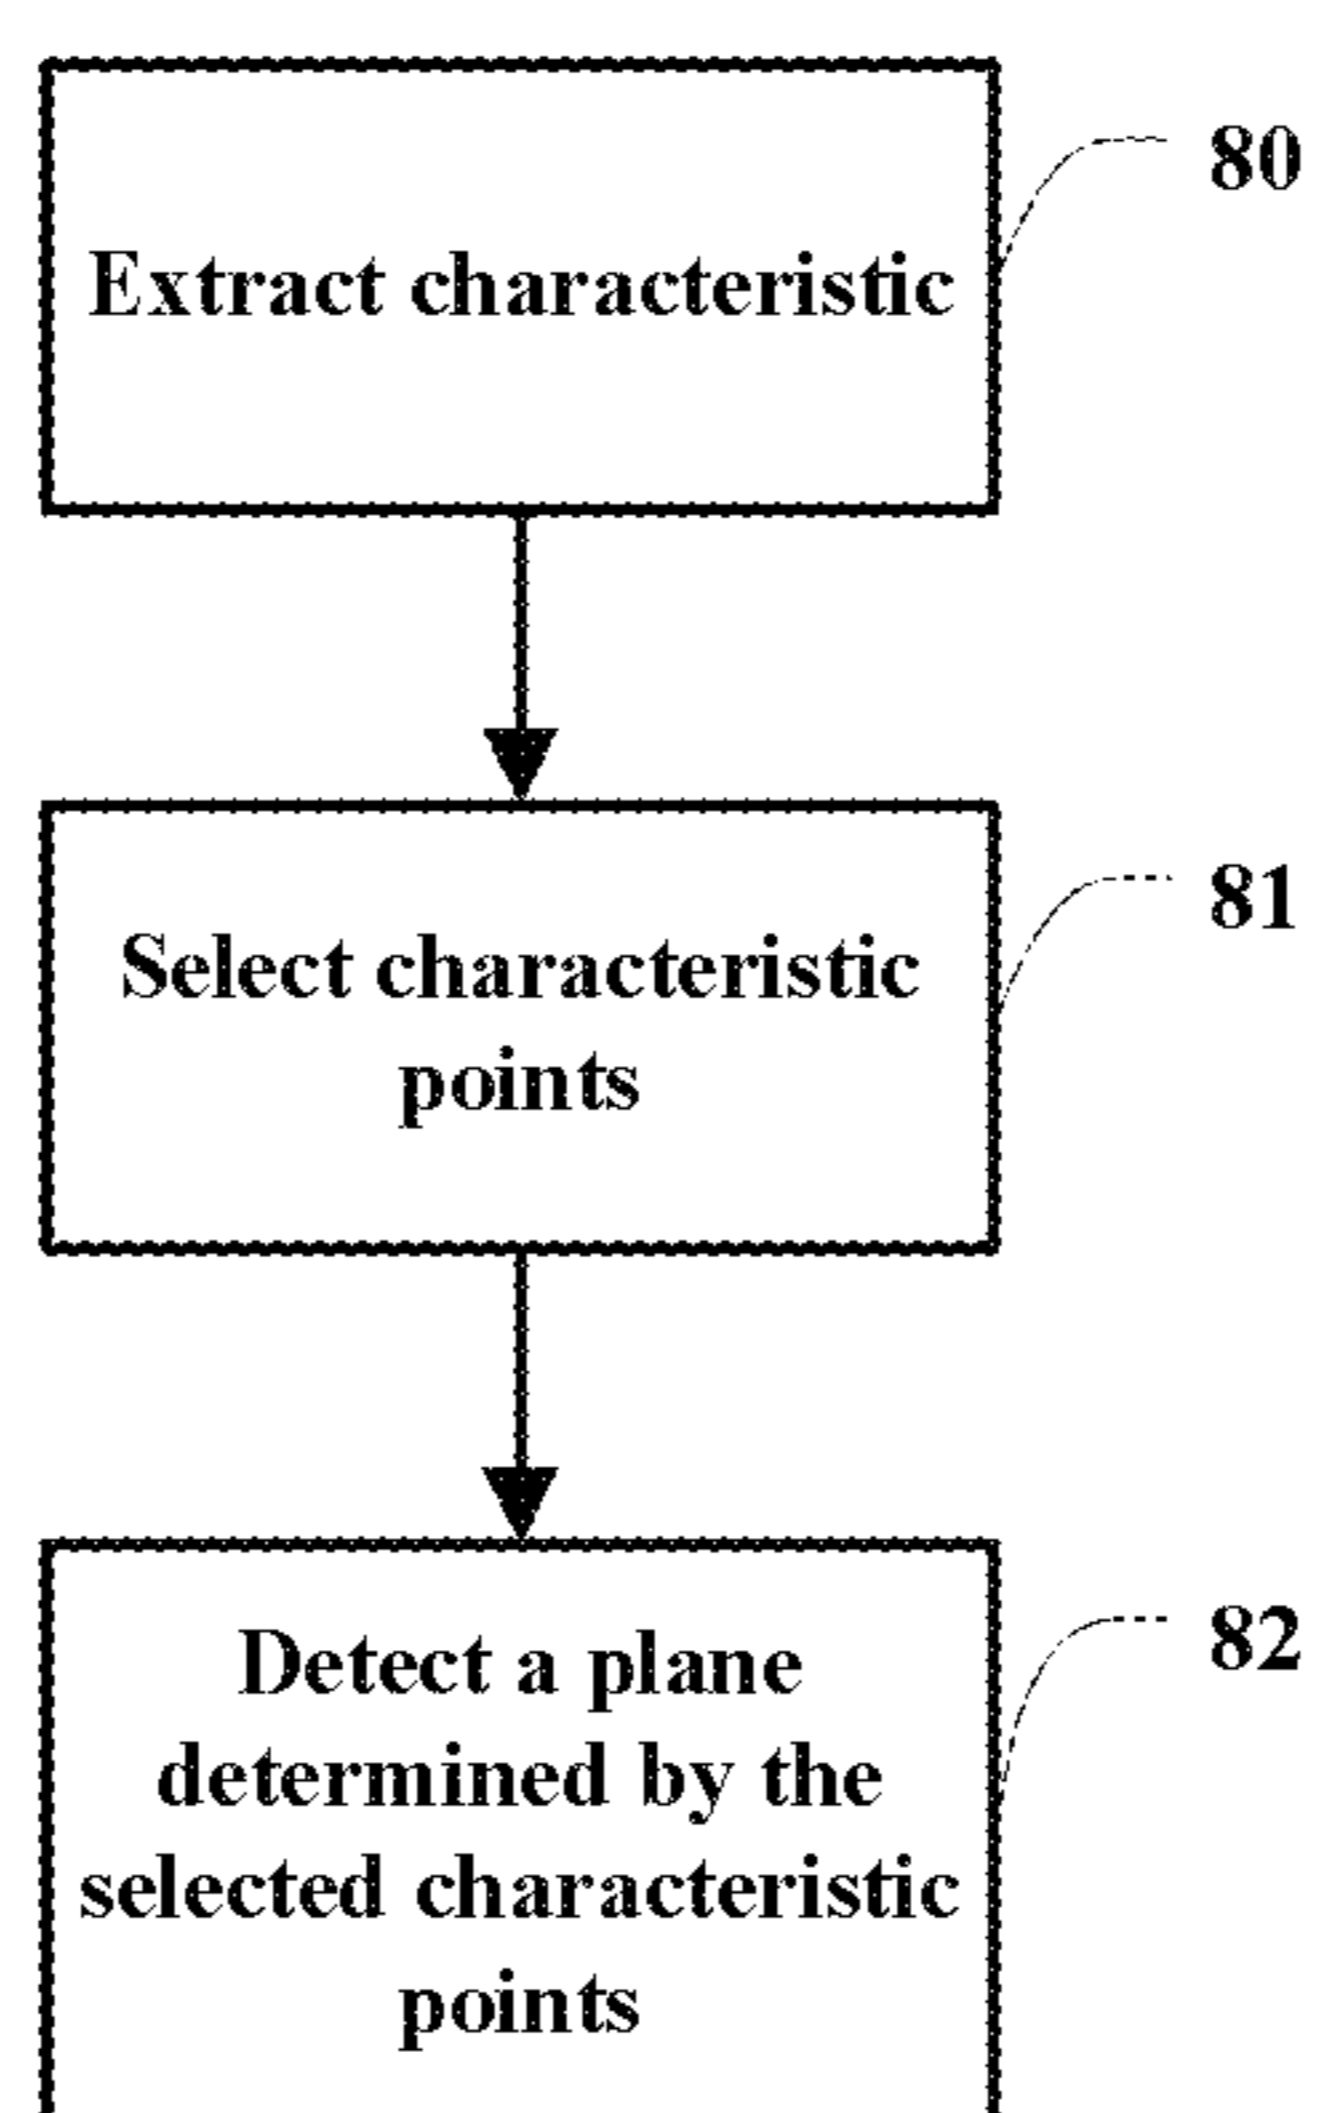 Extract characteristic
80
Select characteristic
points
81
Detect a plane
determined by the
selected characteristic
points
82